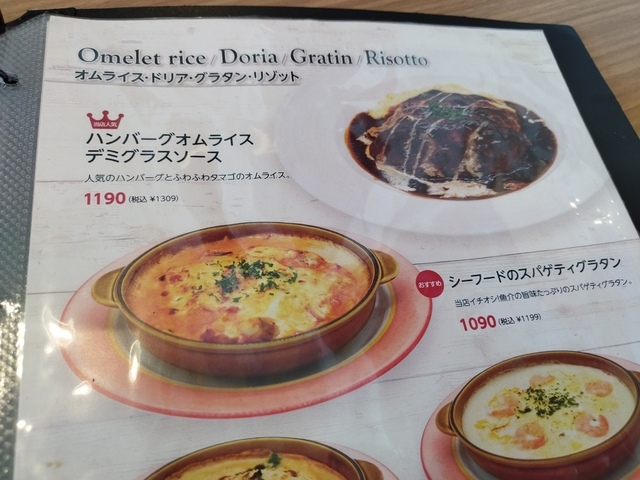 Omelet rice / Doria / Gratin / Risotto
オムライス・ドリア・グラタン・リゾット
当店人気
ハンバーグオムライス
デミグラスソース
人気のハンバーグとふわふわタマゴのオムライス。
1190 (税込 ¥1309)
おすすめ
シーフードのスパゲティグラタン
当店イチオシ!魚介の旨味たっぷりのスパゲティグラタン。
1090 (税込 ¥1199)